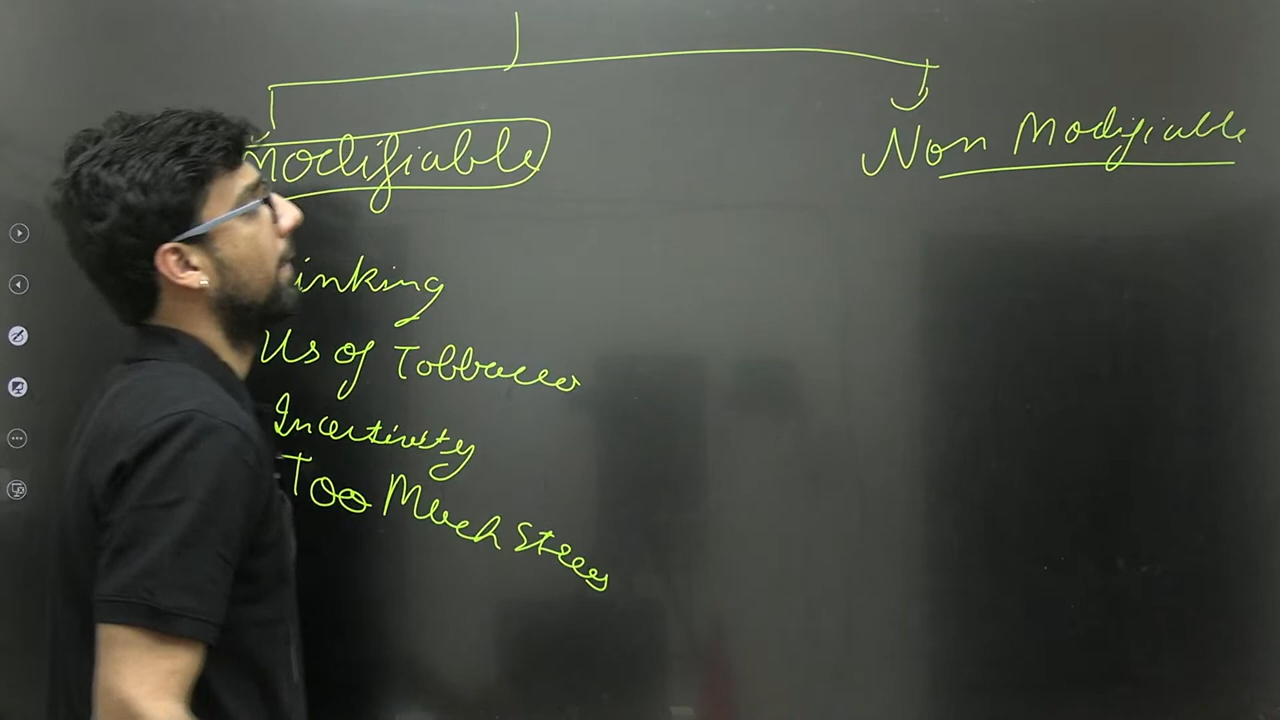 Modifiable
Non Modifiable
inking
Us of Tobbacco
Inactivity
Too Much Stress